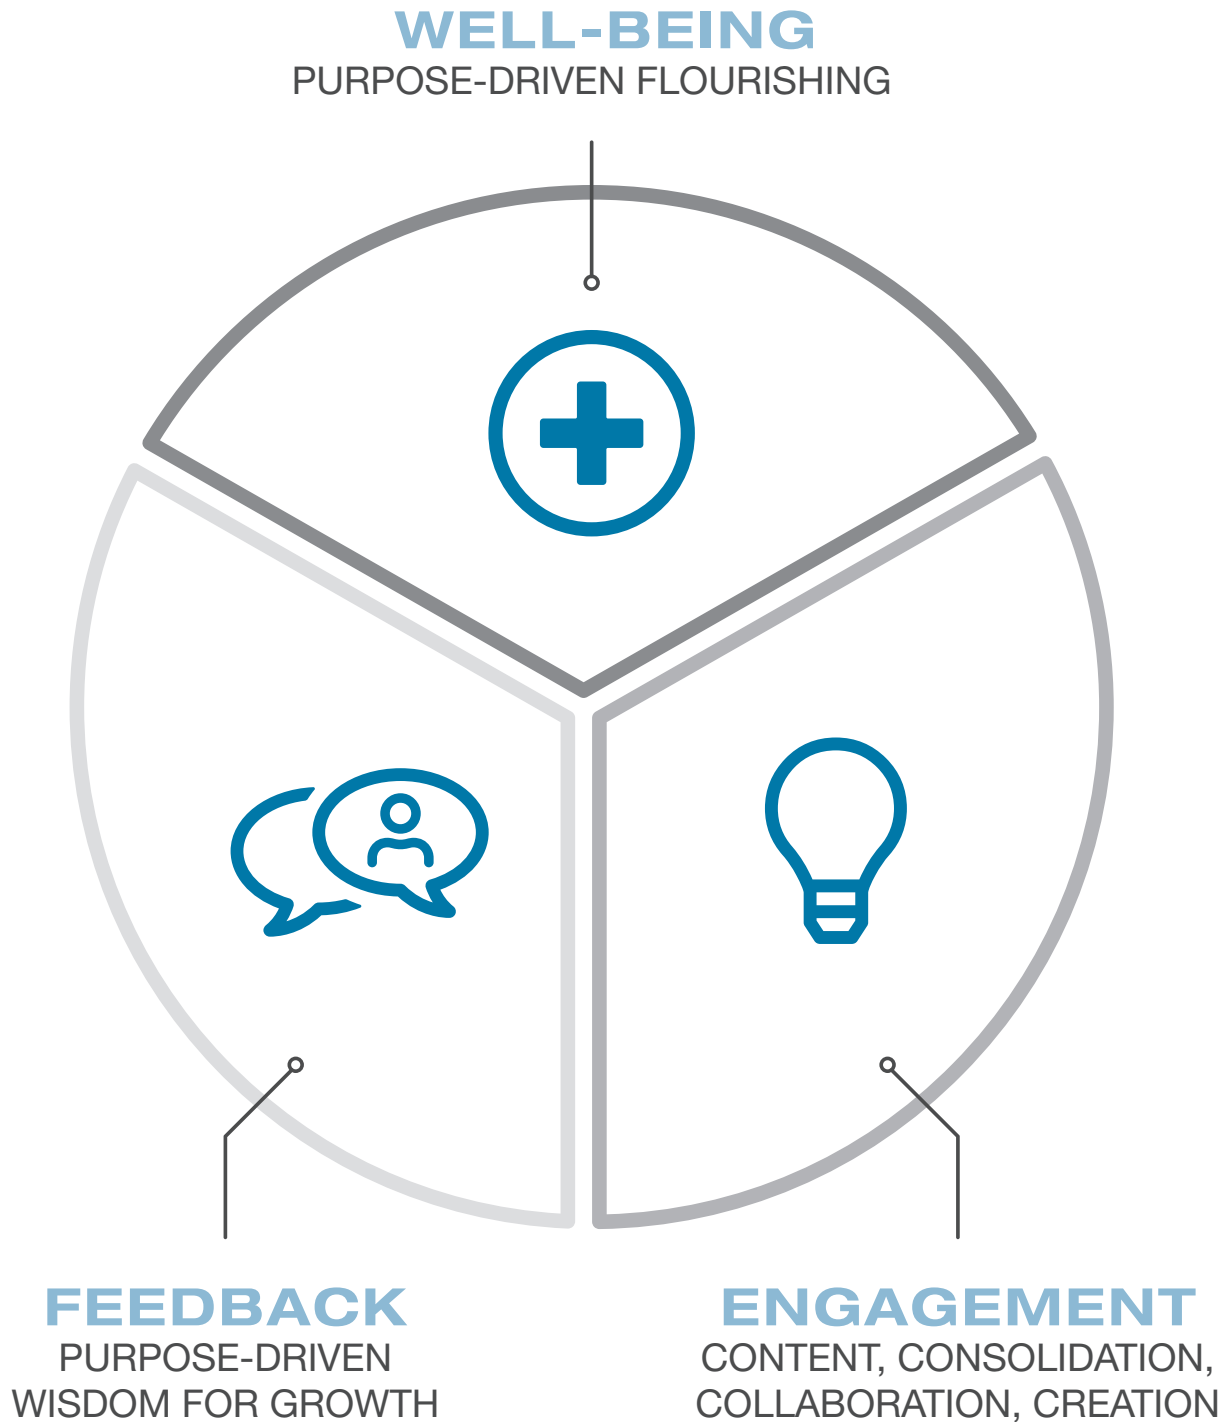 WELL-BEING
PURPOSE-DRIVEN FLOURISHING
FEEDBACK
PURPOSE-DRIVEN
WISDOM FOR GROWTH
ENGAGEMENT
CONTENT, CONSOLIDATION,
COLLABORATION, CREATION